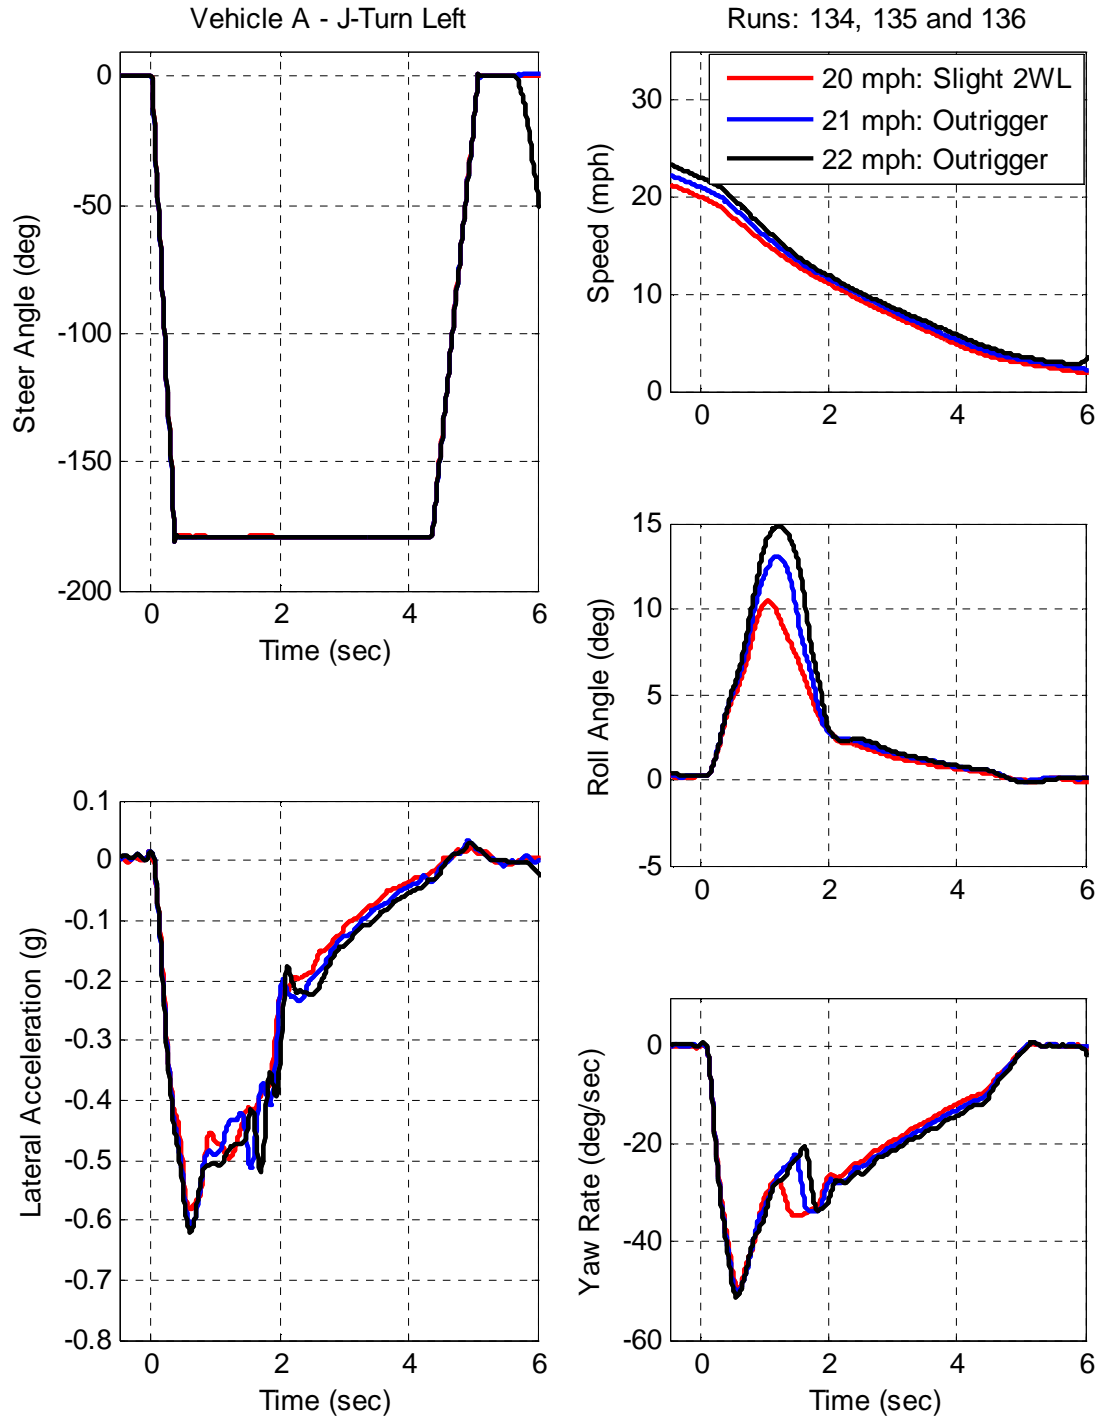 Vehicle A - J-Turn Left
Runs: 134, 135 and 136
0
-50
-100
-150
-200
Steer Angle (deg)
0 2 4 6
Time (sec)
30
20
10
0
Speed (mph)
20 mph: Slight 2WL
21 mph: Outrigger
22 mph: Outrigger
0 2 4 6
15
10
5
0
-5
Roll Angle (deg)
0 2 4 6
0.1
0
-0.1
-0.2
-0.3
-0.4
-0.5
-0.6
-0.7
-0.8
Lateral Acceleration (g)
0 2 4 6
Time (sec)
0
-20
-40
-60
Yaw Rate (deg/sec)
0 2 4 6
Time (sec)